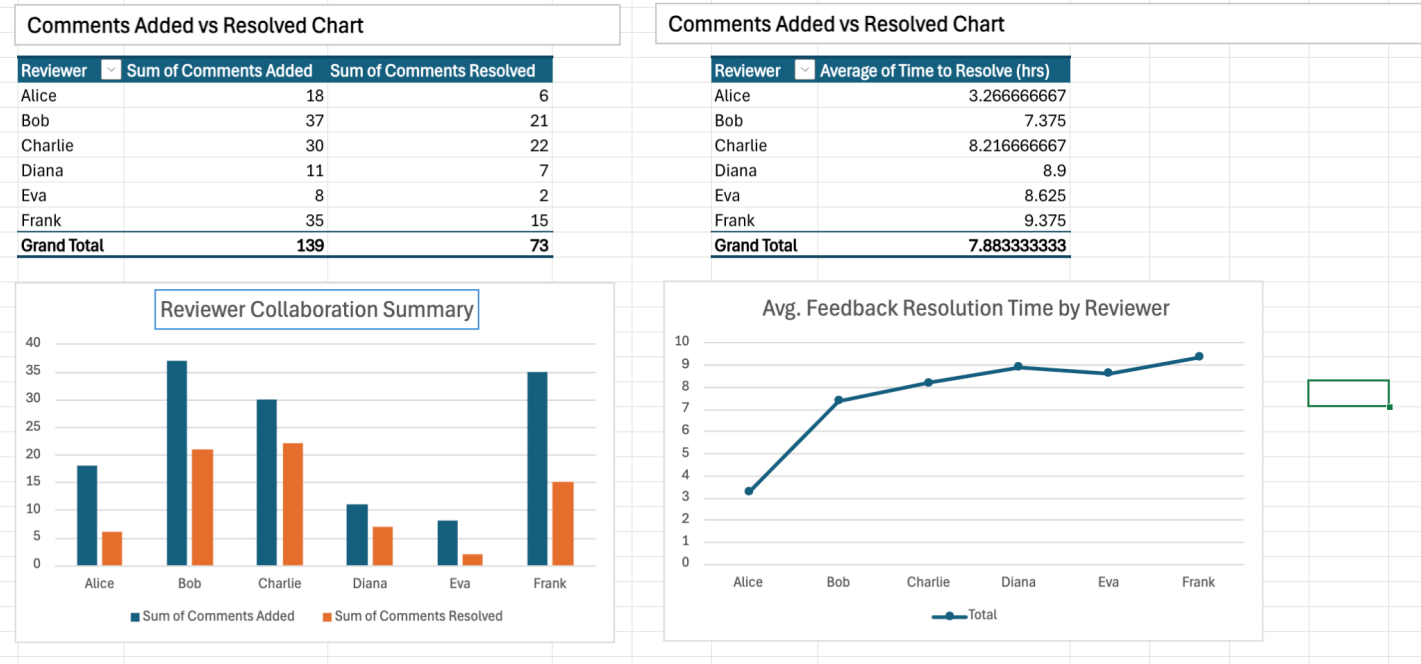 Comments Added vs Resolved Chart
Reviewer Sum of Comments Added Sum of Comments Resolved
Alice 18 6
Bob 37 21
Charlie 30 22
Diana 11 7
Eva 8 2
Frank 35 15
Grand Total 139 73
Reviewer Collaboration Summary
40
35
30
25
20
15
10
5
0
Alice Bob Charlie Diana Eva Frank
Sum of Comments Added Sum of Comments Resolved
Comments Added vs Resolved Chart
Reviewer Average of Time to Resolve (hrs)
Alice 3.266666667
Bob 7.375
Charlie 8.216666667
Diana 8.9
Eva 8.625
Frank 9.375
Grand Total 7.883333333
Avg. Feedback Resolution Time by Reviewer
10
9
8
7
6
5
4
3
2
1
0
Alice Bob Charlie Diana Eva Frank
Total